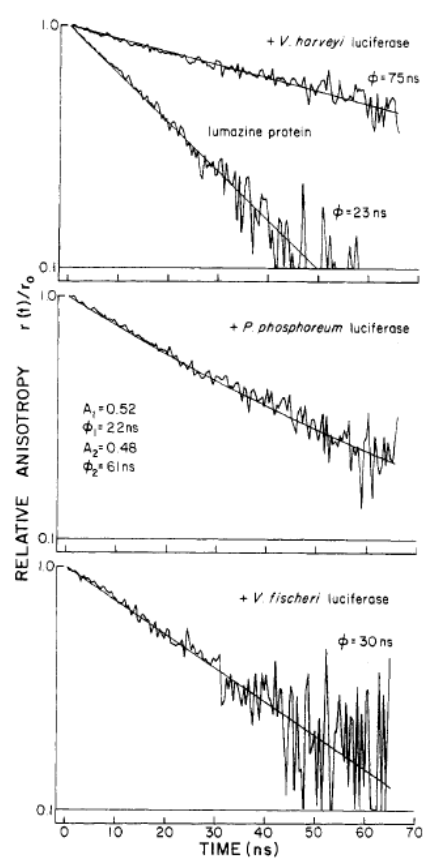 1.0
+ V. harveyi luciferase
ϕ = 75 ns
lumazine protein
ϕ = 23 ns
0.1
1.0
+ P. phosphoreum luciferase
A₁ = 0.52
ϕ₁ = 22 ns
A₂ = 0.48
ϕ₂ = 61 ns
0.1
1.0
+ V. fischeri luciferase
ϕ = 30 ns
0.1
0 10 20 30 40 50 60 70
TIME (ns)
RELATIVE ANISOTROPY r(t)/r₀